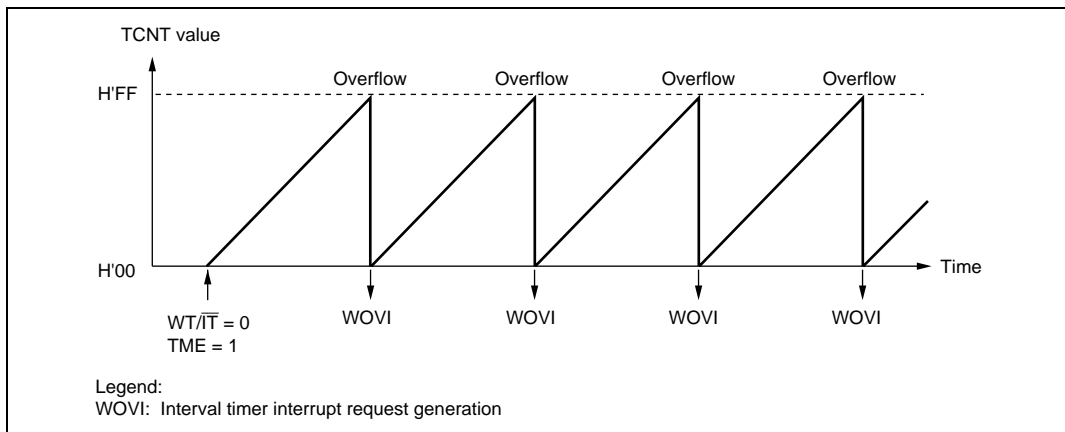 TCNT value
Overflow Overflow Overflow Overflow
H'FF
H'00
Time
WT/I̅T̅ = 0
TME = 1
WOVI WOVI WOVI WOVI
Legend:
WOVI: Interval timer interrupt request generation